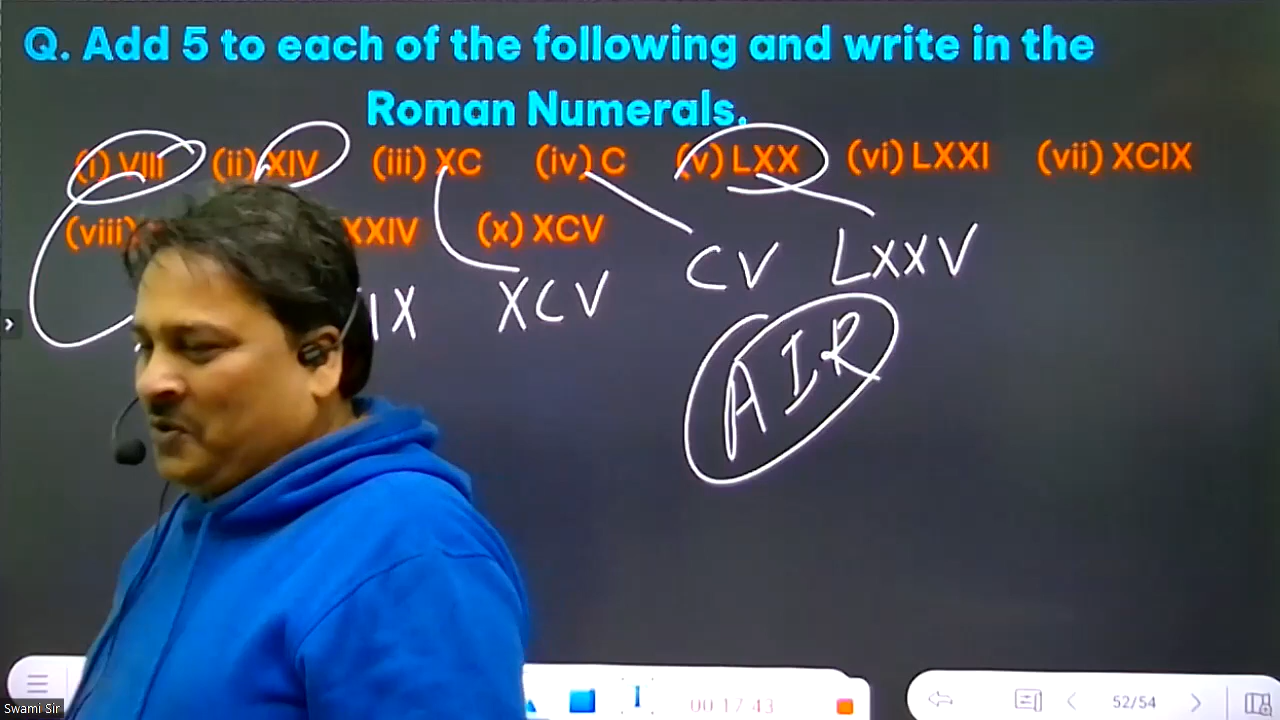 Q. Add 5 to each of the following and write in the
Roman Numerals.
(i) VIII (ii) XIV (iii) XC (iv) C (v) LXX (vi) LXXI (vii) XCIX
(viii) XXIV (x) XCV
IX XCV CV LXXV
AIR
00:17:43
52/54
Swami Sir